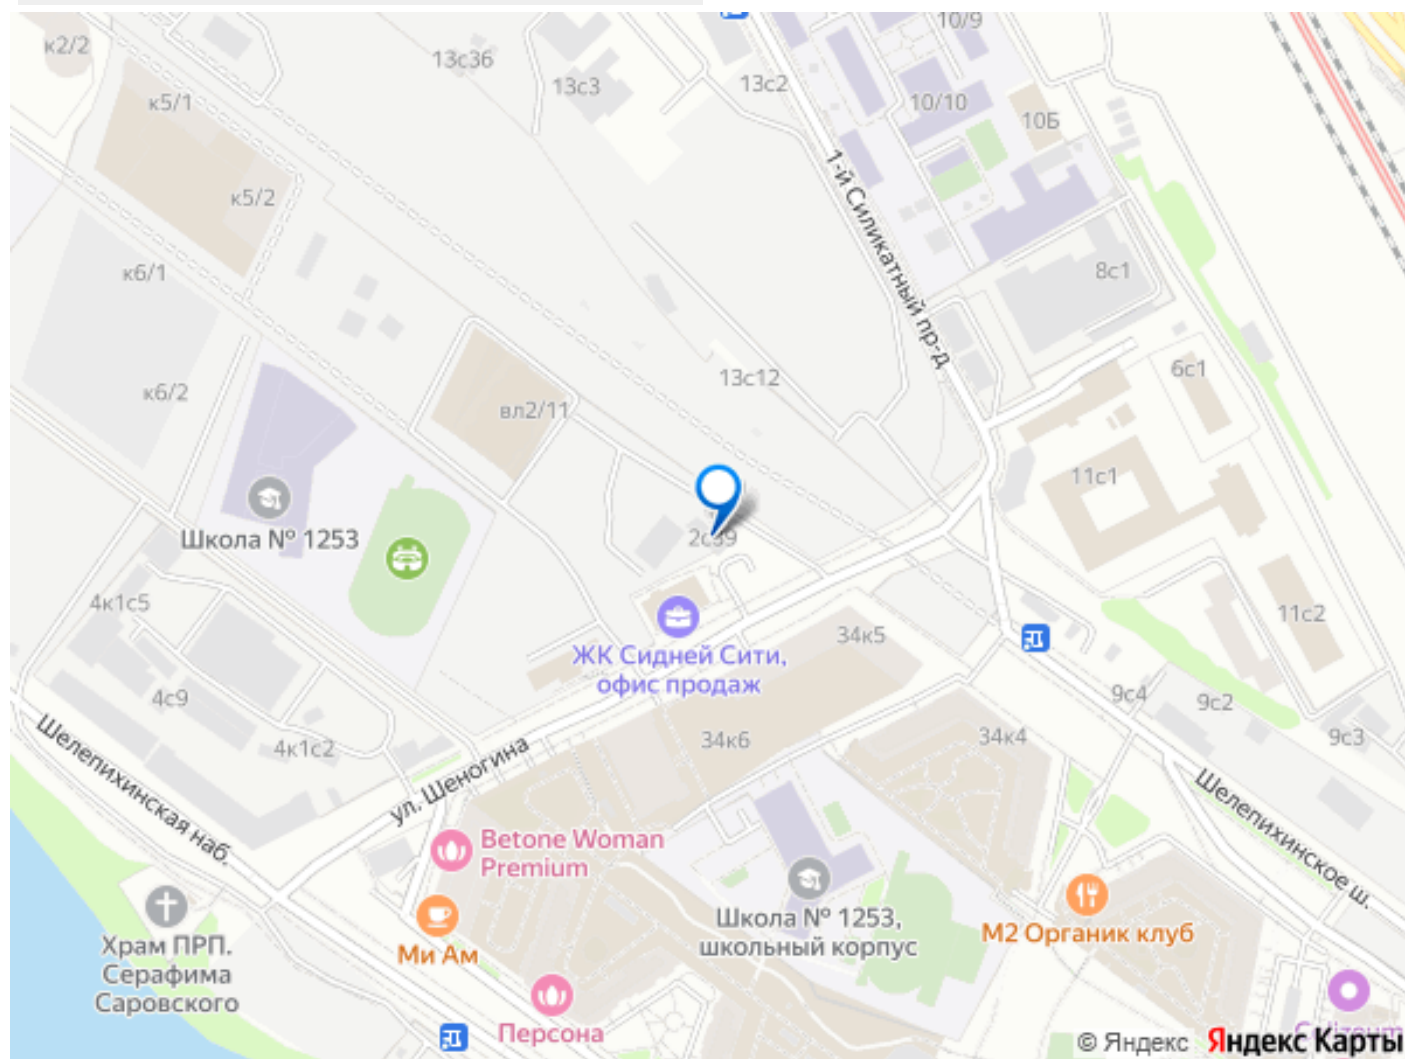 10/9
к2/2
13с36
13с3
13с2
к5/1
10/10
10Б
1-й Силикатный пр-д
к5/2
к6/1
8с1
13с12
6с1
к6/2
вл2/11
11с1
Школа № 1253
2с39
4к1с5
11с2
34к5
ЖК Сидней Сити,
офис продаж
4с9
9с4
9с2
4к1с2
34к6
34к4
9с3
Шелепихинская наб.
ул. Шеногина
Шелепихинское ш.
Betone Woman
Premium
Школа № 1253,
школьный корпус
М2 Органик клуб
Ми Ам
Храм ПРП.
Серафима
Саровского
Персона
© Яндекс Яндекс Карты